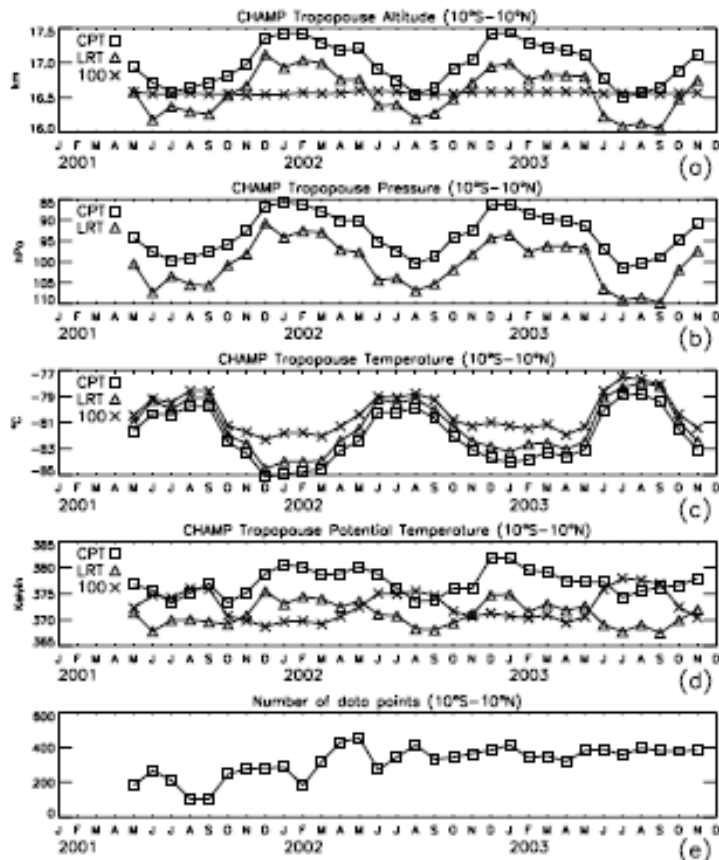 CHAMP Tropopause Altitude (10°S-10°N)
17.5
17.0
16.5
16.0
km
CPT
LRT
100
J F M A M J J A S O N D J F M A M J J A S O N D J F M A M J J A S O N D
2001 2002 2003
(a)
CHAMP Tropopause Pressure (10°S-10°N)
85
90
95
100
105
110
hPa
CPT
LRT
J F M A M J J A S O N D J F M A M J J A S O N D J F M A M J J A S O N D
2001 2002 2003
(b)
CHAMP Tropopause Temperature (10°S-10°N)
-77
-79
-81
-83
-85
°C
CPT
LRT
100
J F M A M J J A S O N D J F M A M J J A S O N D J F M A M J J A S O N D
2001 2002 2003
(c)
CHAMP Tropopause Potential Temperature (10°S-10°N)
385
380
375
370
365
Kelvin
CPT
LRT
100
J F M A M J J A S O N D J F M A M J J A S O N D J F M A M J J A S O N D
2001 2002 2003
(d)
Number of data points (10°S-10°N)
600
400
200
0
J F M A M J J A S O N D J F M A M J J A S O N D J F M A M J J A S O N D
2001 2002 2003
(e)